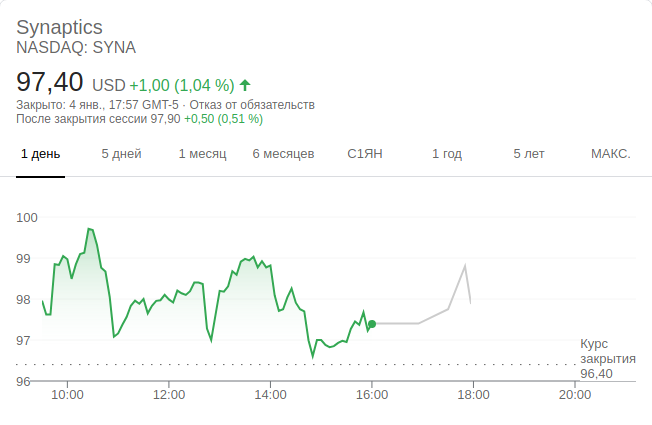 Synaptics
NASDAQ: SYNA
97,40 USD +1,00 (1,04 %)
Закрыто: 4 янв., 17:57 GMT-5 · Отказ от обязательств
После закрытия сессии 97,90 +0,50 (0,51 %)
1 день 5 дней 1 месяц 6 месяцев С1ЯН 1 год 5 лет МАКС.
100
99
98
97
Курс
закрытия
96,40
96
10:00 12:00 14:00 16:00 18:00 20:00